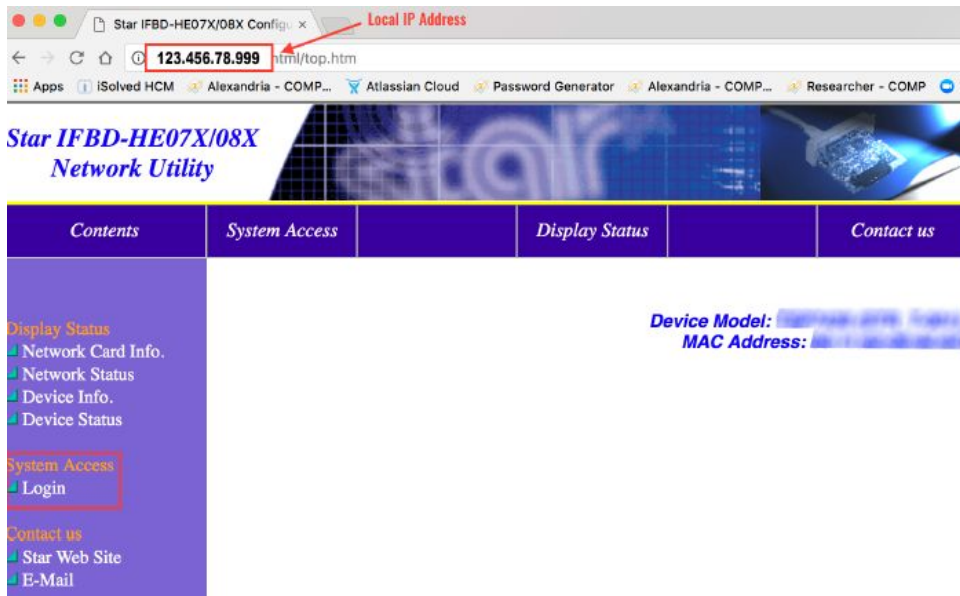 Star IFBD-HE07X/08X Configu
Local IP Address
123.456.78.999 html/top.htm
Apps iSolved HCM Alexandria - COMP... Atlassian Cloud Password Generator Alexandria - COMP... Researcher - COMP
Star IFBD-HE07X/08X
Network Utility
star
Contents System Access Display Status Contact us
Device Model:
MAC Address:
Display Status
Network Card Info.
Network Status
Device Info.
Device Status
System Access
Login
Contact us
Star Web Site
E-Mail